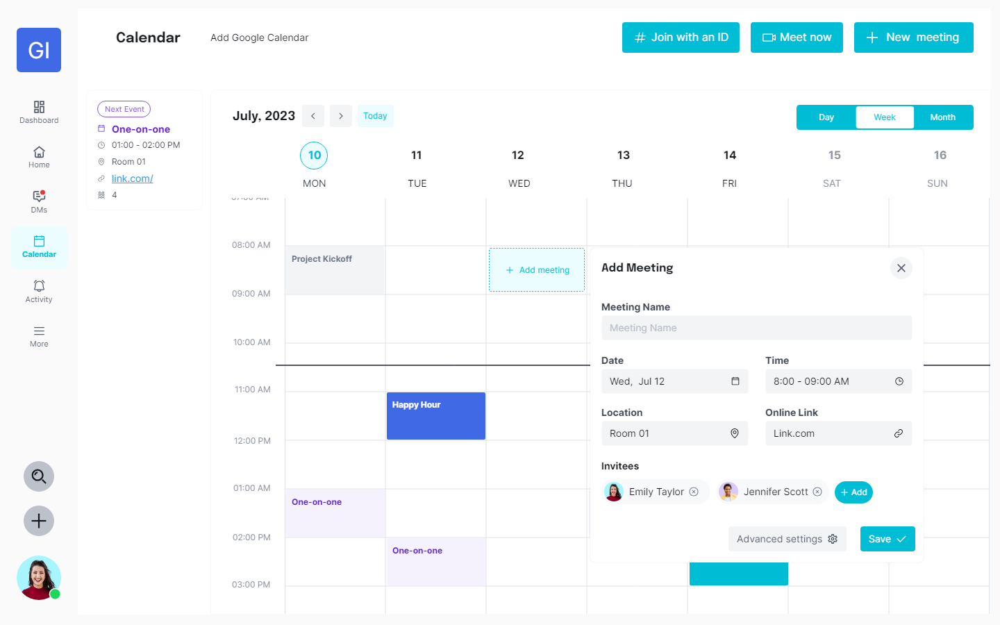 GI
Calendar
Add Google Calendar
Join with an ID
Meet now
New meeting
Dashboard
Home
DMs
Calendar
Activity
More
Next Event
One-on-one
01:00 - 02:00 PM
Room 01
link.com/
4
July, 2023
Today
Day
Week
Month
10
11
12
13
14
15
16
MON
TUE
WED
THU
FRI
SAT
SUN
07:00 AM
08:00 AM
09:00 AM
10:00 AM
11:00 AM
12:00 PM
01:00 AM
02:00 PM
03:00 PM
Project Kickoff
Add meeting
Happy Hour
One-on-one
One-on-one
Add Meeting
Meeting Name
Meeting Name
Date
Time
Wed, Jul 12
8:00 - 09:00 AM
Location
Online Link
Room 01
Link.com
Invitees
Emily Taylor
Jennifer Scott
Add
Advanced settings
Save